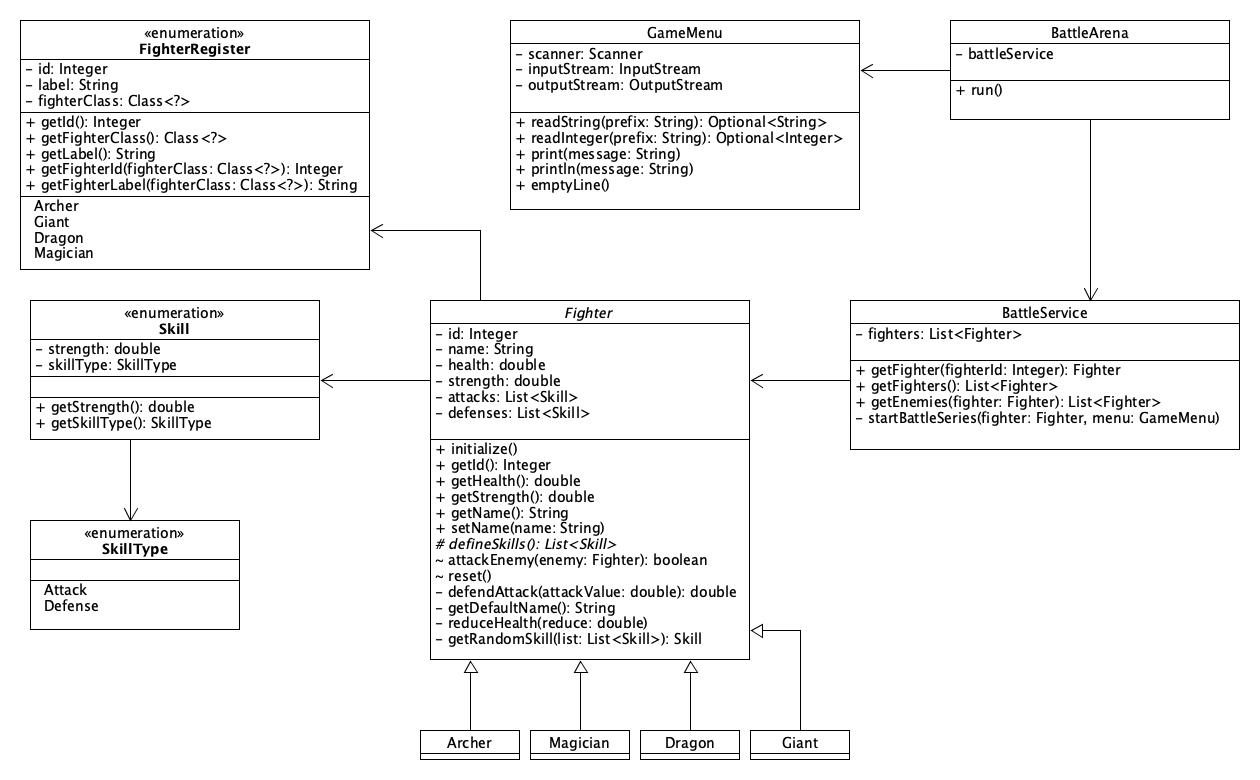 «enumeration»
FighterRegister
– id: Integer
– label: String
– fighterClass: Class<?>
+ getId(): Integer
+ getFighterClass(): Class<?>
+ getLabel(): String
+ getFighterId(fighterClass: Class<?>): Integer
+ getFighterLabel(fighterClass: Class<?>): String
Archer
Giant
Dragon
Magician
GameMenu
– scanner: Scanner
– inputStream: InputStream
– outputStream: OutputStream
+ readString(prefix: String): Optional<String>
+ readInteger(prefix: String): Optional<Integer>
+ print(message: String)
+ println(message: String)
+ emptyLine()
BattleArena
– battleService
+ run()
«enumeration»
Skill
– strength: double
– skillType: SkillType
+ getStrength(): double
+ getSkillType(): SkillType
Fighter
– id: Integer
– name: String
– health: double
– strength: double
– attacks: List<Skill>
– defenses: List<Skill>
+ initialize()
+ getId(): Integer
+ getHealth(): double
+ getStrength(): double
+ getName(): String
+ setName(name: String)
# defineSkills(): List<Skill>
~ attackEnemy(enemy: Fighter): boolean
~ reset()
– defendAttack(attackValue: double): double
– getDefaultName(): String
– reduceHealth(reduce: double)
– getRandomSkill(list: List<Skill>): Skill
BattleService
– fighters: List<Fighter>
+ getFighter(fighterId: Integer): Fighter
+ getFighters(): List<Fighter>
+ getEnemies(fighter: Fighter): List<Fighter>
– startBattleSeries(fighter: Fighter, menu: GameMenu)
«enumeration»
SkillType
Attack
Defense
Archer
Magician
Dragon
Giant